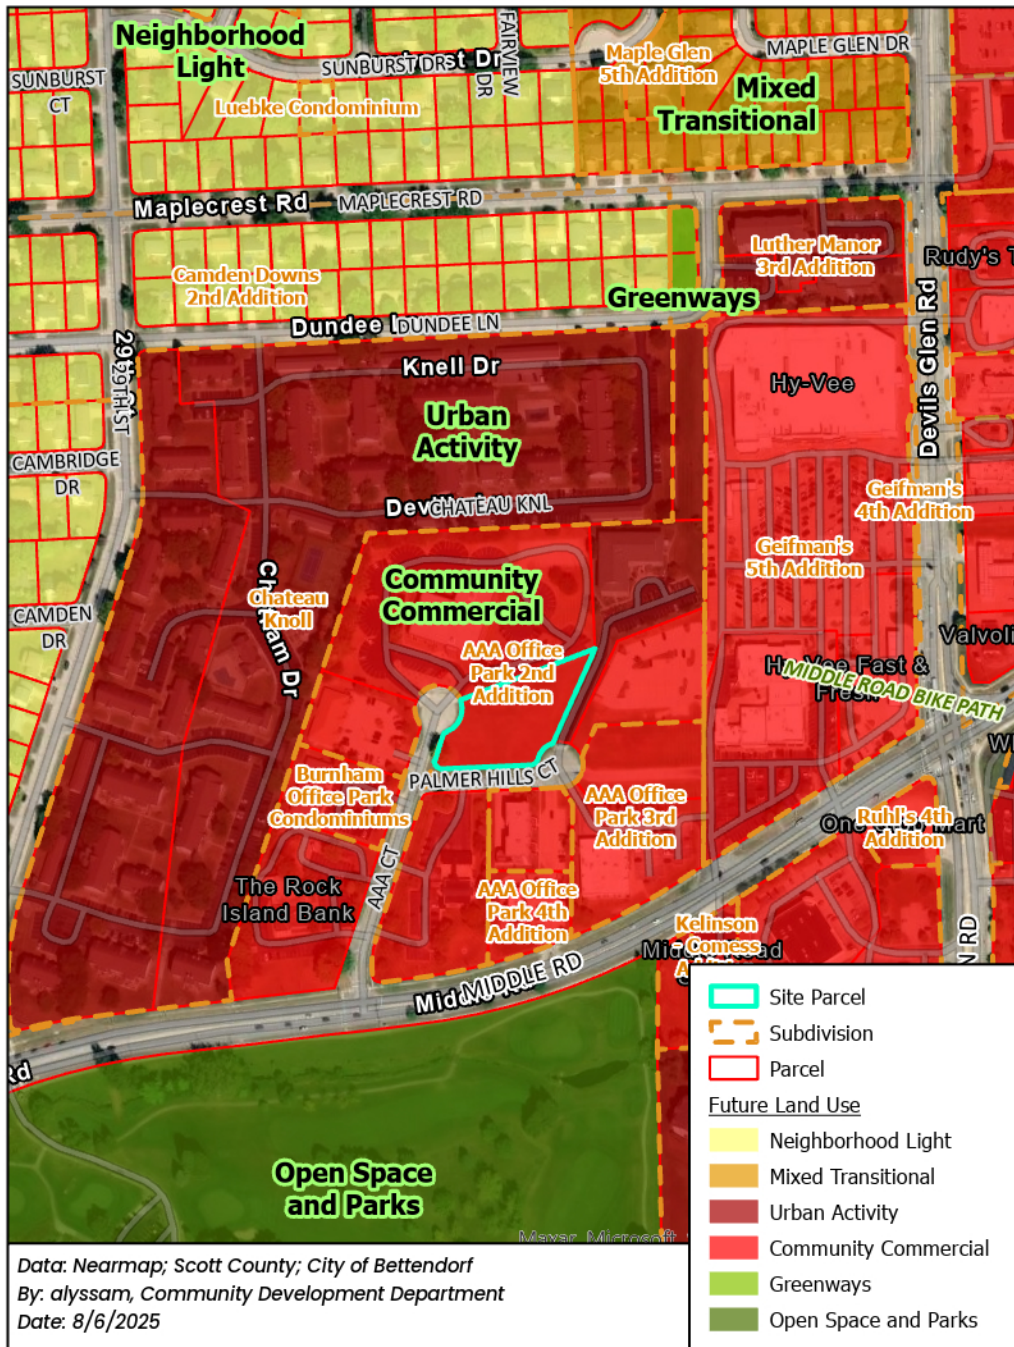 Neighborhood
Light
SUNBURST DR
FAIRVIEW
DR
SUNBURST
CT
Luebke Condominium
Maple Glen
5th Addition
MAPLE GLEN DR
Mixed
Transitional
Maplecrest Rd
MAPLECREST RD
Camden Downs
2nd Addition
Luther Manor
3rd Addition
Rudy's
Greenways
DUNDEE LN
Knell Dr
29TH ST
Devils Glen Rd
Hy-Vee
Urban
Activity
CAMBRIDGE
DR
CHATEAU KNL
Geifman's
4th Addition
Geifman's
5th Addition
Community
Commercial
Chateau
Knoll
CAMDEN
DR
AAA Office
Park 2nd
Addition
MIDDLE ROAD BIKE PATH
PALMER HILLS CT
Burnham
Office Park
Condominiums
AAA Office
Park 3rd
Addition
Ruhl's 4th
Addition
AAA CT
The Rock
Island Bank
AAA Office
Park 4th
Addition
Kelinson
- Comess
MIDDLE RD
Rd
RD
Open Space
and Parks
Maxar, Microsoft
Site Parcel
Subdivision
Parcel
Future Land Use
Neighborhood Light
Mixed Transitional
Urban Activity
Community Commercial
Greenways
Open Space and Parks
Data: Nearmap; Scott County; City of Bettendorf
By: alyssam, Community Development Department
Date: 8/6/2025